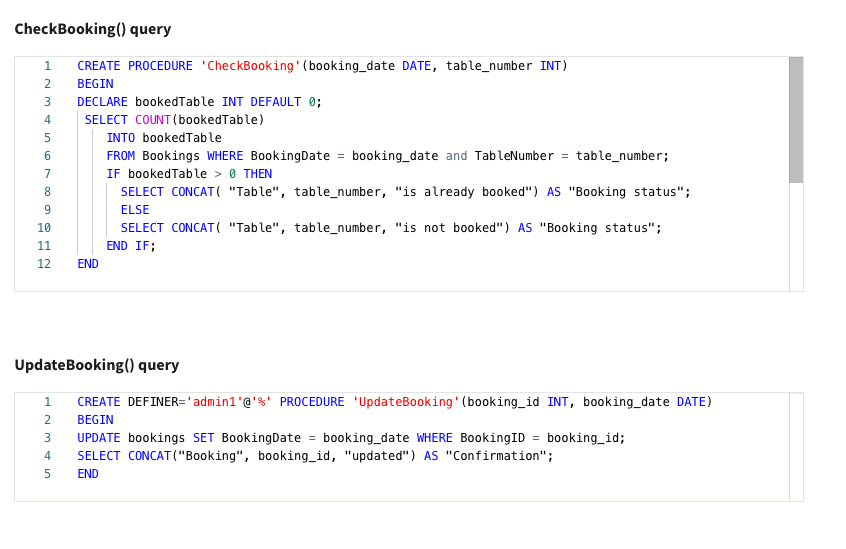 CheckBooking() query
1 CREATE PROCEDURE 'CheckBooking'(booking_date DATE, table_number INT)
2 BEGIN
3 DECLARE bookedTable INT DEFAULT 0;
4 SELECT COUNT(bookedTable)
5 INTO bookedTable
6 FROM Bookings WHERE BookingDate = booking_date and TableNumber = table_number;
7 IF bookedTable > 0 THEN
8 SELECT CONCAT( "Table", table_number, "is already booked") AS "Booking status";
9 ELSE
10 SELECT CONCAT( "Table", table_number, "is not booked") AS "Booking status";
11 END IF;
12 END
UpdateBooking() query
1 CREATE DEFINER='admin1'@'%' PROCEDURE 'UpdateBooking'(booking_id INT, booking_date DATE)
2 BEGIN
3 UPDATE bookings SET BookingDate = booking_date WHERE BookingID = booking_id;
4 SELECT CONCAT("Booking", booking_id, "updated") AS "Confirmation";
5 END